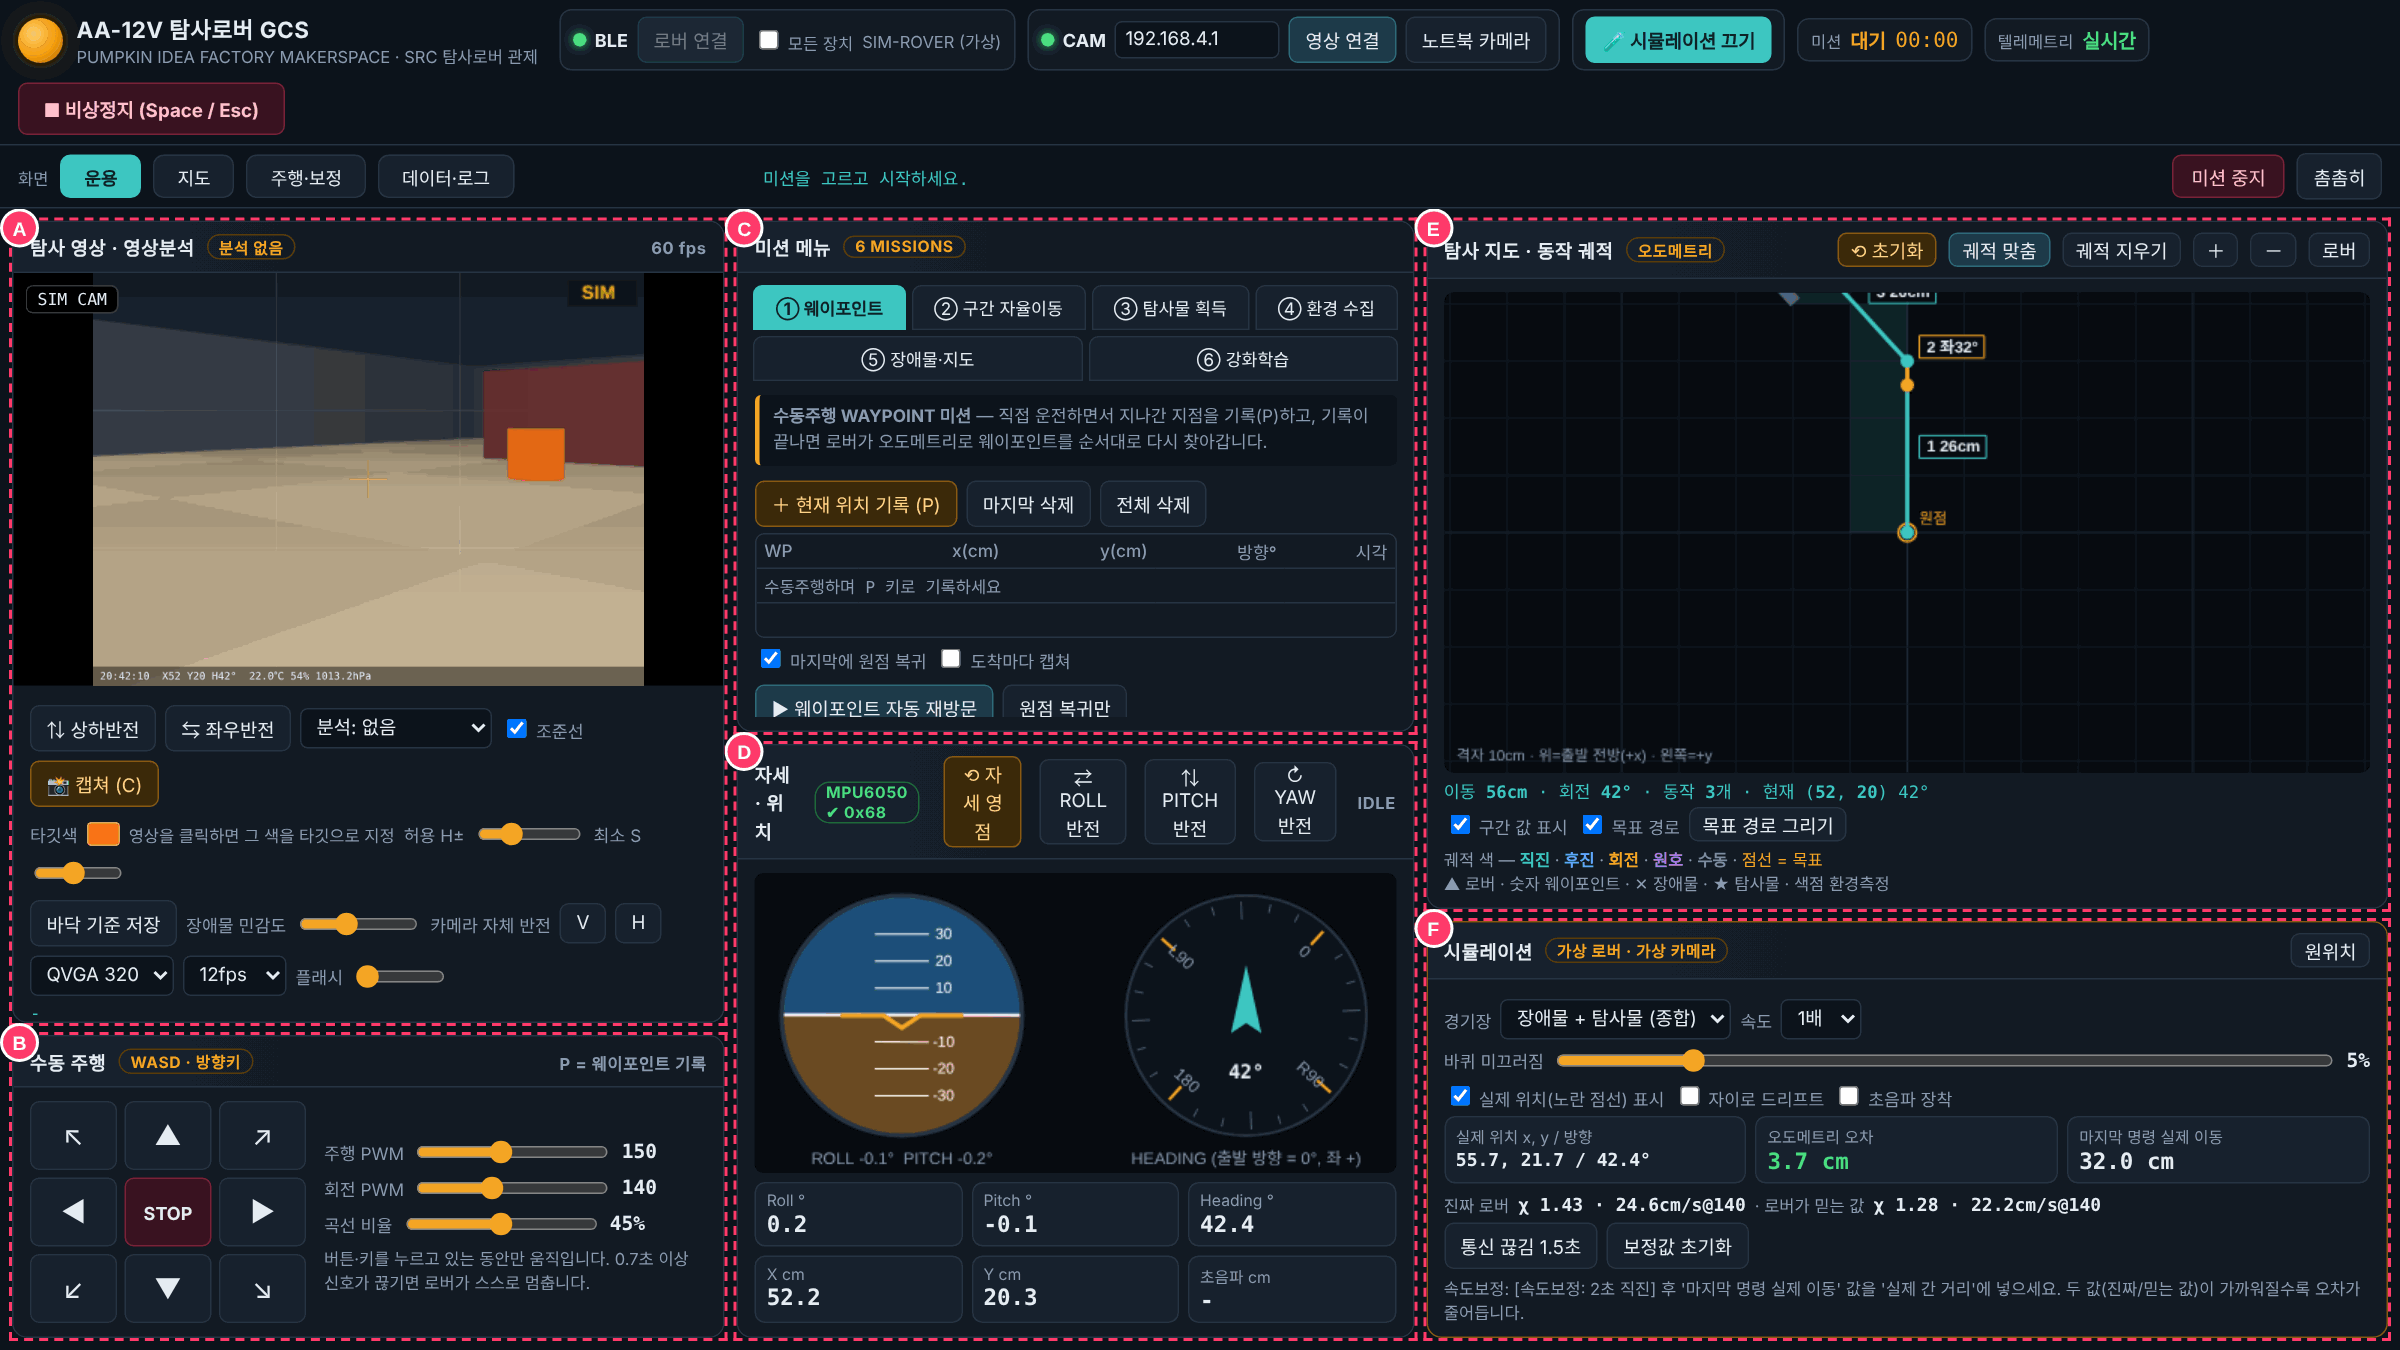 AA-12V 탐사로버 GCS
PUMPKIN IDEA FACTORY MAKERSPACE · SRC 탐사로버 관제
BLE 로버 연결 모든 장치 SIM-ROVER (가상)
CAM 192.168.4.1 영상 연결 노트북 카메라
🧪 시뮬레이션 끄기
미션 대기 00:00
텔레메트리 실시간
■ 비상정지 (Space / Esc)
화면 운용 지도 주행·보정 데이터·로그
미션을 고르고 시작하세요.
미션 중지 촘촘히
A
탐사 영상 · 영상분석 분석 없음 60 fps
SIM CAM
SIM
20:42:10 X52 Y20 H42° 22.0℃ 54% 1013.2hPa
⇅ 상하반전 ⇆ 좌우반전 분석: 없음 조준선
📸 캡쳐 (C)
타깃색 영상을 클릭하면 그 색을 타깃으로 지정 허용 H± 최소 S
바닥 기준 저장 장애물 민감도 카메라 자체 반전 V H
QVGA 320 12fps 플래시
-
B
수동 주행 WASD · 방향키 P = 웨이포인트 기록
↖ ▲ ↗
◀ STOP ▶
↙ ▼ ↘
주행 PWM 150
회전 PWM 140
곡선 비율 45%
버튼·키를 누르고 있는 동안만 움직입니다. 0.7초 이상
신호가 끊기면 로버가 스스로 멈춥니다.
C
미션 메뉴 6 MISSIONS
① 웨이포인트 ② 구간 자율이동 ③ 탐사물 획득 ④ 환경 수집
⑤ 장애물·지도 ⑥ 강화학습
수동주행 WAYPOINT 미션 — 직접 운전하면서 지나간 지점을 기록(P)하고, 기록이
끝나면 로버가 오도메트리로 웨이포인트를 순서대로 다시 찾아갑니다.
＋ 현재 위치 기록 (P) 마지막 삭제 전체 삭제
WP x(cm) y(cm) 방향° 시각
수동주행하며 P 키로 기록하세요
마지막에 원점 복귀 도착마다 캡쳐
▶ 웨이포인트 자동 재방문 원점 복귀만
D
자세
· 위
치
MPU6050
✔ 0x68
⟲ 자
세 영
점
⇄
ROLL
반전
⇅
PITCH
반전
↻
YAW
반전
IDLE
30
20
10
-10
-20
-30
ROLL -0.1° PITCH -0.2°
L90 0
180 R90
42°
HEADING (출발 방향 = 0°, 좌 +)
Roll ° Pitch ° Heading °
0.2 -0.1 42.4
X cm Y cm 초음파 cm
52.2 20.3 -
E
탐사 지도 · 동작 궤적 오도메트리 ⟲ 초기화 궤적 맞춤 궤적 지우기 ＋ － 로버
3 26cm
2 좌32°
1 26cm
원점
격자 10cm · 위=출발 전방(+x) · 왼쪽=+y
이동 56cm · 회전 42° · 동작 3개 · 현재 (52, 20) 42°
구간 값 표시 목표 경로 목표 경로 그리기
궤적 색 — 직진 · 후진 · 회전 · 원호 · 수동 · 점선 = 목표
▲ 로버 · 숫자 웨이포인트 · ✕ 장애물 · ★ 탐사물 · 색점 환경측정
F
시뮬레이션 가상 로버 · 가상 카메라 원위치
경기장 장애물 + 탐사물 (종합) 속도 1배
바퀴 미끄러짐 5%
실제 위치(노란 점선) 표시 자이로 드리프트 초음파 장착
실제 위치 x, y / 방향 오도메트리 오차 마지막 명령 실제 이동
55.7, 21.7 / 42.4° 3.7 cm 32.0 cm
진짜 로버 χ 1.43 · 24.6cm/s@140 · 로버가 믿는 값 χ 1.28 · 22.2cm/s@140
통신 끊김 1.5초 보정값 초기화
속도보정: [속도보정: 2초 직진] 후 '마지막 명령 실제 이동' 값을 '실제 간 거리'에 넣으세요. 두 값(진짜/믿는 값)이 가까워질수록 오차가
줄어듭니다.